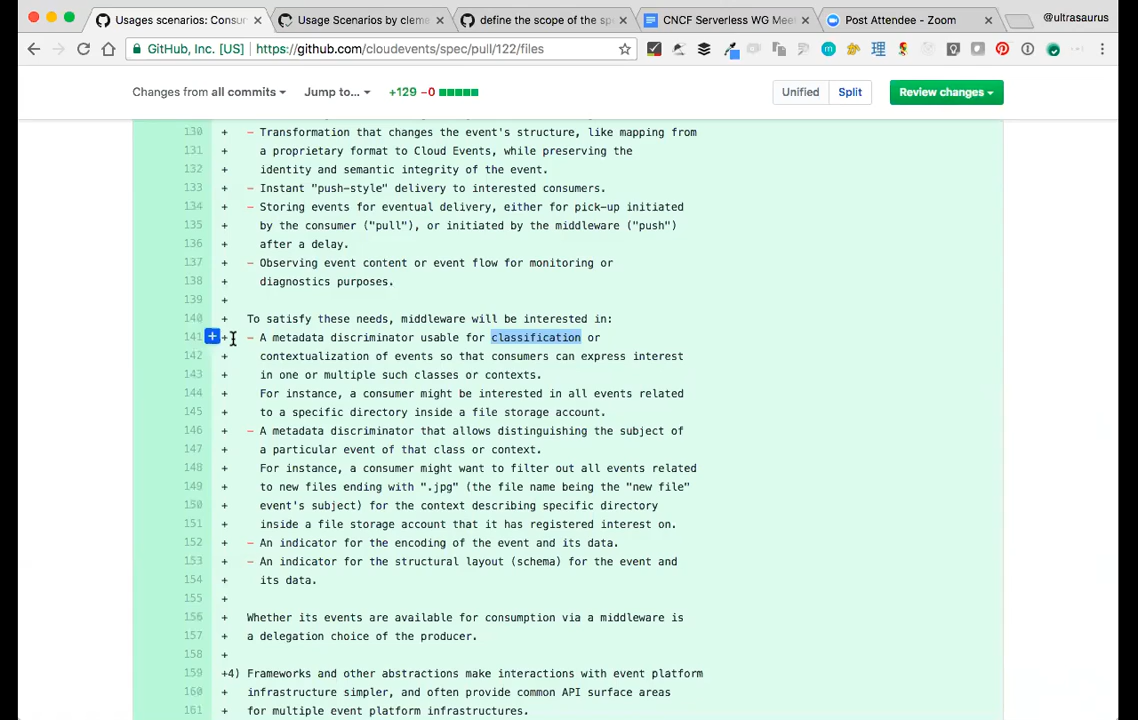 Usages scenarios: Consum
Usage Scenarios by cleme
define the scope of the spe
CNCF Serverless WG Meet
Post Attendee - Zoom
@ultrasaurus
GitHub, Inc. [US]
https://github.com/cloudevents/spec/pull/122/files
Changes from all commits
Jump to...
+129 −0
Unified
Split
Review changes
130 + - Transformation that changes the event's structure, like mapping from
131 + a proprietary format to Cloud Events, while preserving the
132 + identity and semantic integrity of the event.
133 + - Instant "push-style" delivery to interested consumers.
134 + - Storing events for eventual delivery, either for pick-up initiated
135 + by the consumer ("pull"), or initiated by the middleware ("push")
136 + after a delay.
137 + - Observing event content or event flow for monitoring or
138 + diagnostics purposes.
139 +
140 + To satisfy these needs, middleware will be interested in:
141 + - A metadata discriminator usable for classification or
142 + contextualization of events so that consumers can express interest
143 + in one or multiple such classes or contexts.
144 + For instance, a consumer might be interested in all events related
145 + to a specific directory inside a file storage account.
146 + - A metadata discriminator that allows distinguishing the subject of
147 + a particular event of that class or context.
148 + For instance, a consumer might want to filter out all events related
149 + to new files ending with ".jpg" (the file name being the "new file"
150 + event's subject) for the context describing specific directory
151 + inside a file storage account that it has registered interest on.
152 + - An indicator for the encoding of the event and its data.
153 + - An indicator for the structural layout (schema) for the event and
154 + its data.
155 +
156 + Whether its events are available for consumption via a middleware is
157 + a delegation choice of the producer.
158 +
159 +4) Frameworks and other abstractions make interactions with event platform
160 + infrastructure simpler, and often provide common API surface areas
161 + for multiple event platform infrastructures.